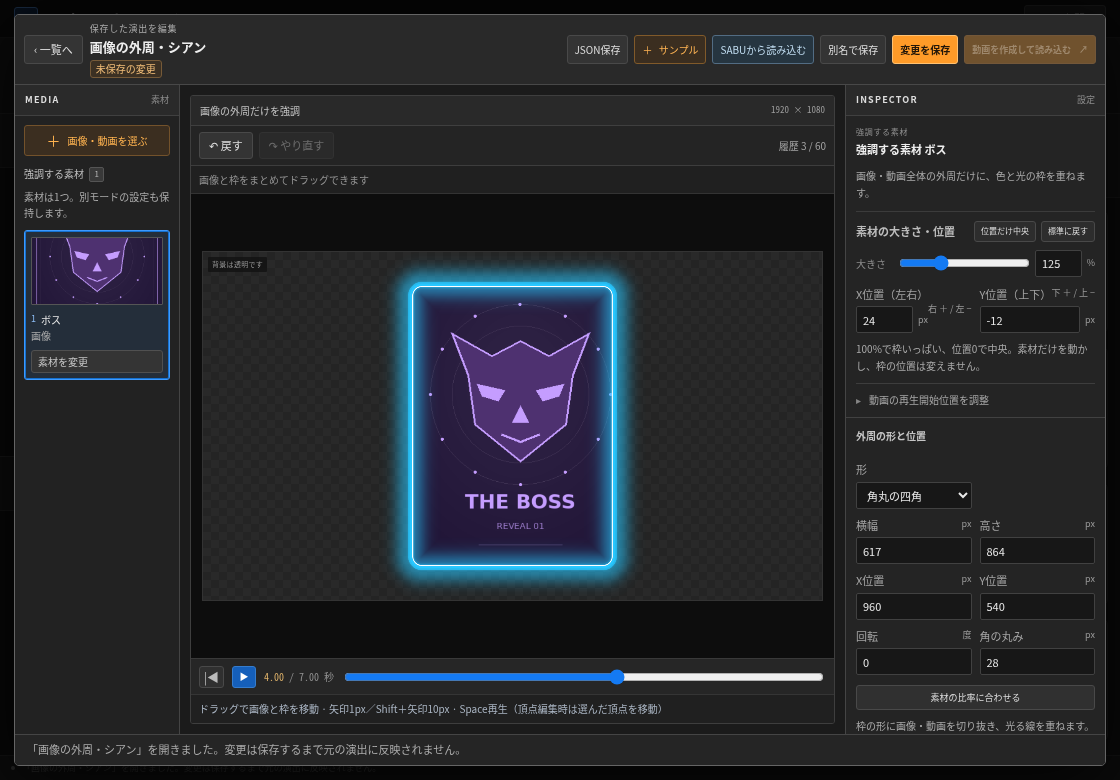 ‹ 一覧へ
保存した演出を編集
画像の外周・シアン
未保存の変更
JSON保存
＋ サンプル
SABUから読み込む
別名で保存
変更を保存
動画を作成して読み込む ↗
MEDIA 素材
＋ 画像・動画を選ぶ
強調する素材 1
素材は1つ。別モードの設定も保
持します。
1 ボス
画像
素材を変更
画像の外周だけを強調 1920 × 1080
↶ 戻す
↷ やり直す
履歴 3 / 60
画像と枠をまとめてドラッグできます
背景は透明です
THE BOSS
REVEAL 01
4.00 / 7.00 秒
ドラッグで画像と枠を移動 · 矢印1px／Shift＋矢印10px · Space再生（頂点編集時は選んだ頂点を移動）
INSPECTOR 設定
強調する素材
強調する素材 ボス
画像・動画全体の外周だけに、色と光の枠を重ねま
す。
素材の大きさ・位置 位置だけ中央 標準に戻す
大きさ 125 %
X位置（左右） 右＋/左−
24 px
Y位置（上下） 下＋/上−
-12 px
100%で枠いっぱい、位置0で中央。素材だけを動か
し、枠の位置は変えません。
▸ 動画の再生開始位置を調整
外周の形と位置
形
角丸の四角
横幅 px 高さ px
617 864
X位置 px Y位置 px
960 540
回転 度 角の丸み px
0 28
素材の比率に合わせる
枠の形に画像・動画を切り抜き、光る線を重ねます。
「画像の外周・シアン」を開きました。変更は保存するまで元の演出に反映されません。